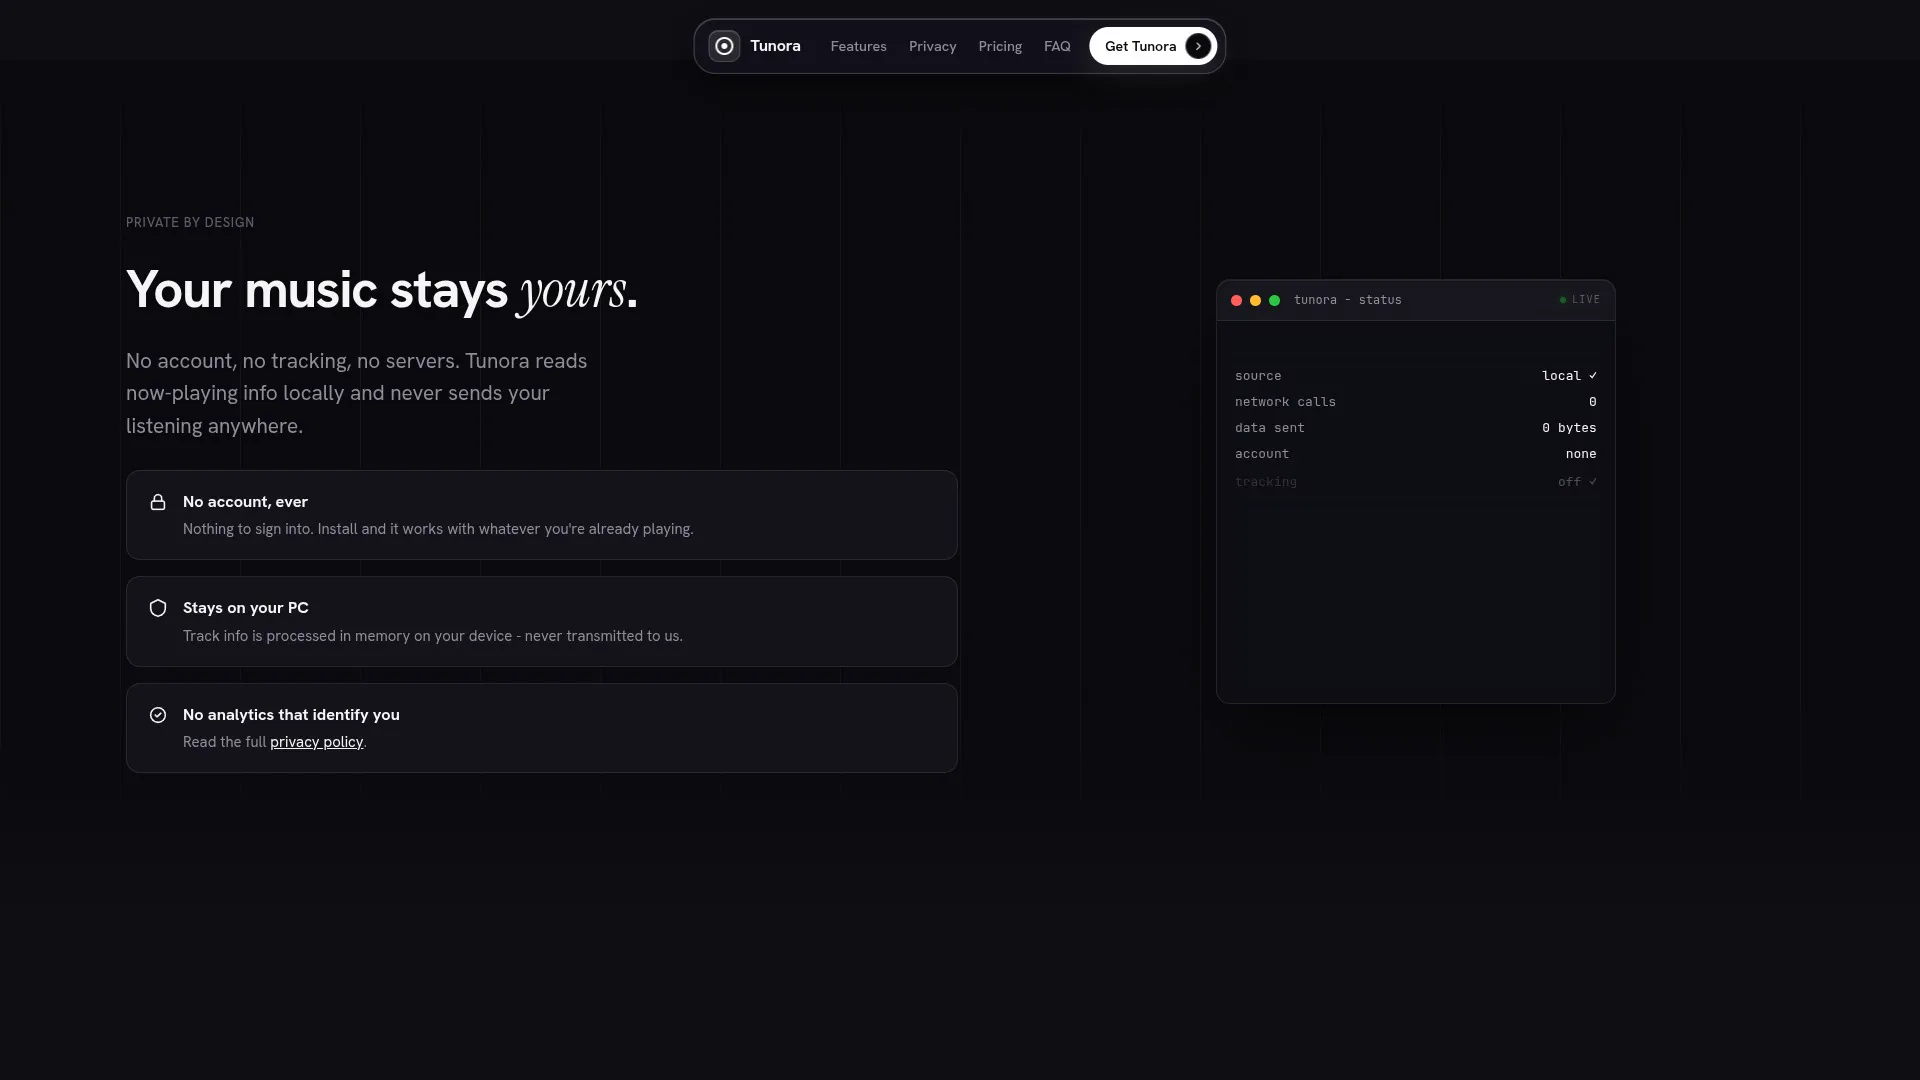 Tunora
Features
Privacy
Pricing
FAQ
Get Tunora
PRIVATE BY DESIGN
Your music stays yours.
No account, no tracking, no servers. Tunora reads
now-playing info locally and never sends your
listening anywhere.
No account, ever
Nothing to sign into. Install and it works with whatever you're already playing.
Stays on your PC
Track info is processed in memory on your device - never transmitted to us.
No analytics that identify you
Read the full privacy policy.
tunora - status
LIVE
source local ✓
network calls 0
data sent 0 bytes
account none
tracking off ✓